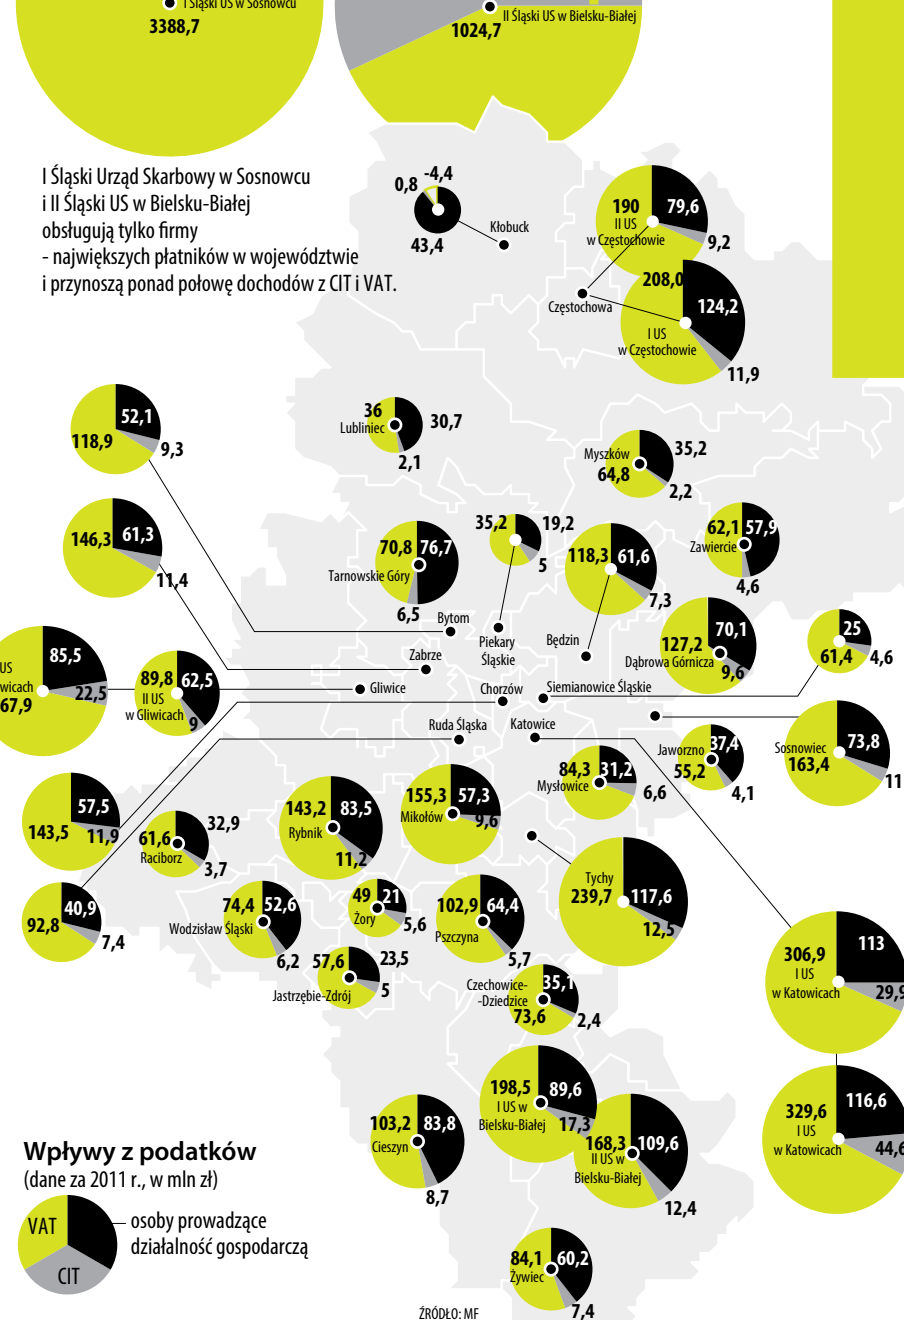 I Śląski US w Sosnowcu
3388,7
II Śląski US w Bielsku-Białej
1024,7
I Śląski Urząd Skarbowy w Sosnowcu
i II Śląski US w Bielsku-Białej
obsługują tylko firmy
- największych płatników w województwie
i przynoszą ponad połowę dochodów z CIT i VAT.
0,8
-4,4
43,4
Kłobuck
190
II US
w Częstochowie
79,6
9,2
Częstochowa
208,0
124,2
I US
w Częstochowie
11,9
52,1
118,9
9,3
36
Lubliniec
30,7
2,1
Myszków
64,8
35,2
2,2
146,3
61,3
11,4
70,8
76,7
Tarnowskie Góry
6,5
35,2
19,2
5
118,3
61,6
7,3
62,1
57,9
Zawiercie
4,6
Bytom
Piekary
Śląskie
Będzin
127,2
70,1
Dąbrowa Górnicza
9,6
25
61,4
4,6
US
wicach
67,9
85,5
22,5
89,8
62,5
II US
w Gliwicach
9
Zabrze
Gliwice
Chorzów
Siemianowice Śląskie
Ruda Śląska
Katowice
Jaworzno
37,4
55,2
4,1
Sosnowiec
73,8
163,4
11
84,3
31,2
Mysłowice
6,6
57,5
143,5
11,9
61,6
32,9
Raciborz
3,7
143,2
83,5
Rybnik
11,2
155,3
57,3
Mikołów
9,6
Tychy
239,7
117,6
12,5
40,9
92,8
7,4
74,4
52,6
Wodzisław Śląski
6,2
49
21
Żory
5,6
102,9
64,4
Pszczyna
5,7
57,6
23,5
Jastrzębie-Zdrój
5
Czechowice-
-Dziedzice
35,1
73,6
2,4
306,9
113
I US
w Katowicach
29,9
198,5
89,6
I US w
Bielsku-Białej
17,3
168,3
109,6
II US w
Bielsku-Białej
12,4
329,6
116,6
I US
w Katowicach
44,6
103,2
83,8
Cieszyn
8,7
84,1
60,2
Żywiec
7,4
Wpływy z podatków
(dane za 2011 r., w mln zł)
VAT
CIT
osoby prowadzące
działalność gospodarczą
ŹRÓDŁO: MF